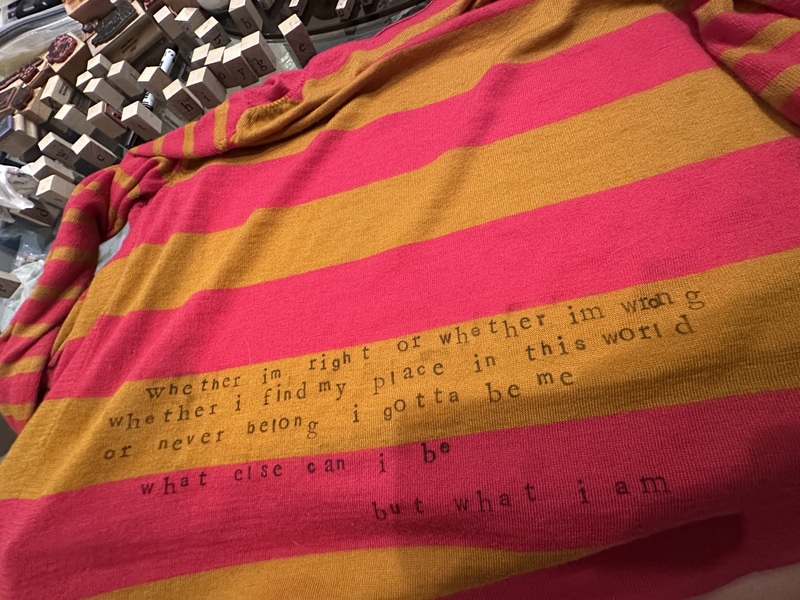 whether im right or whether im wrong
whether i find my place in this world
or never belong i gotta be me
what else can i be
but what i am